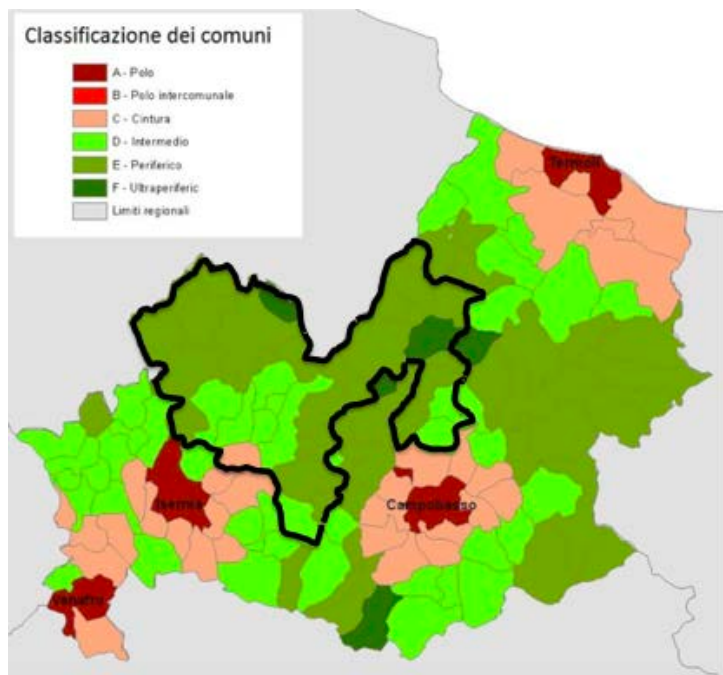 Classificazione dei comuni
A - Polo
B - Polo intercomunale
C - Cintura
D - Intermedio
E - Periferico
F - Ultraperiferic
Limiti regionali
Termoli
Isernia
Campobasso
Venafro